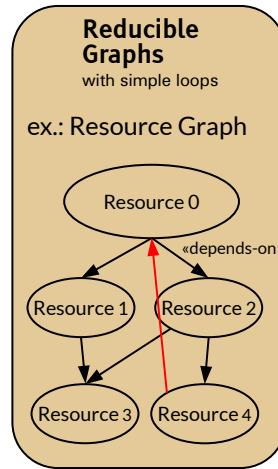 Reducible
Graphs
with simple loops
ex.: Resource Graph
Resource 0
«depends-on
Resource 1
Resource 2
Resource 3
Resource 4